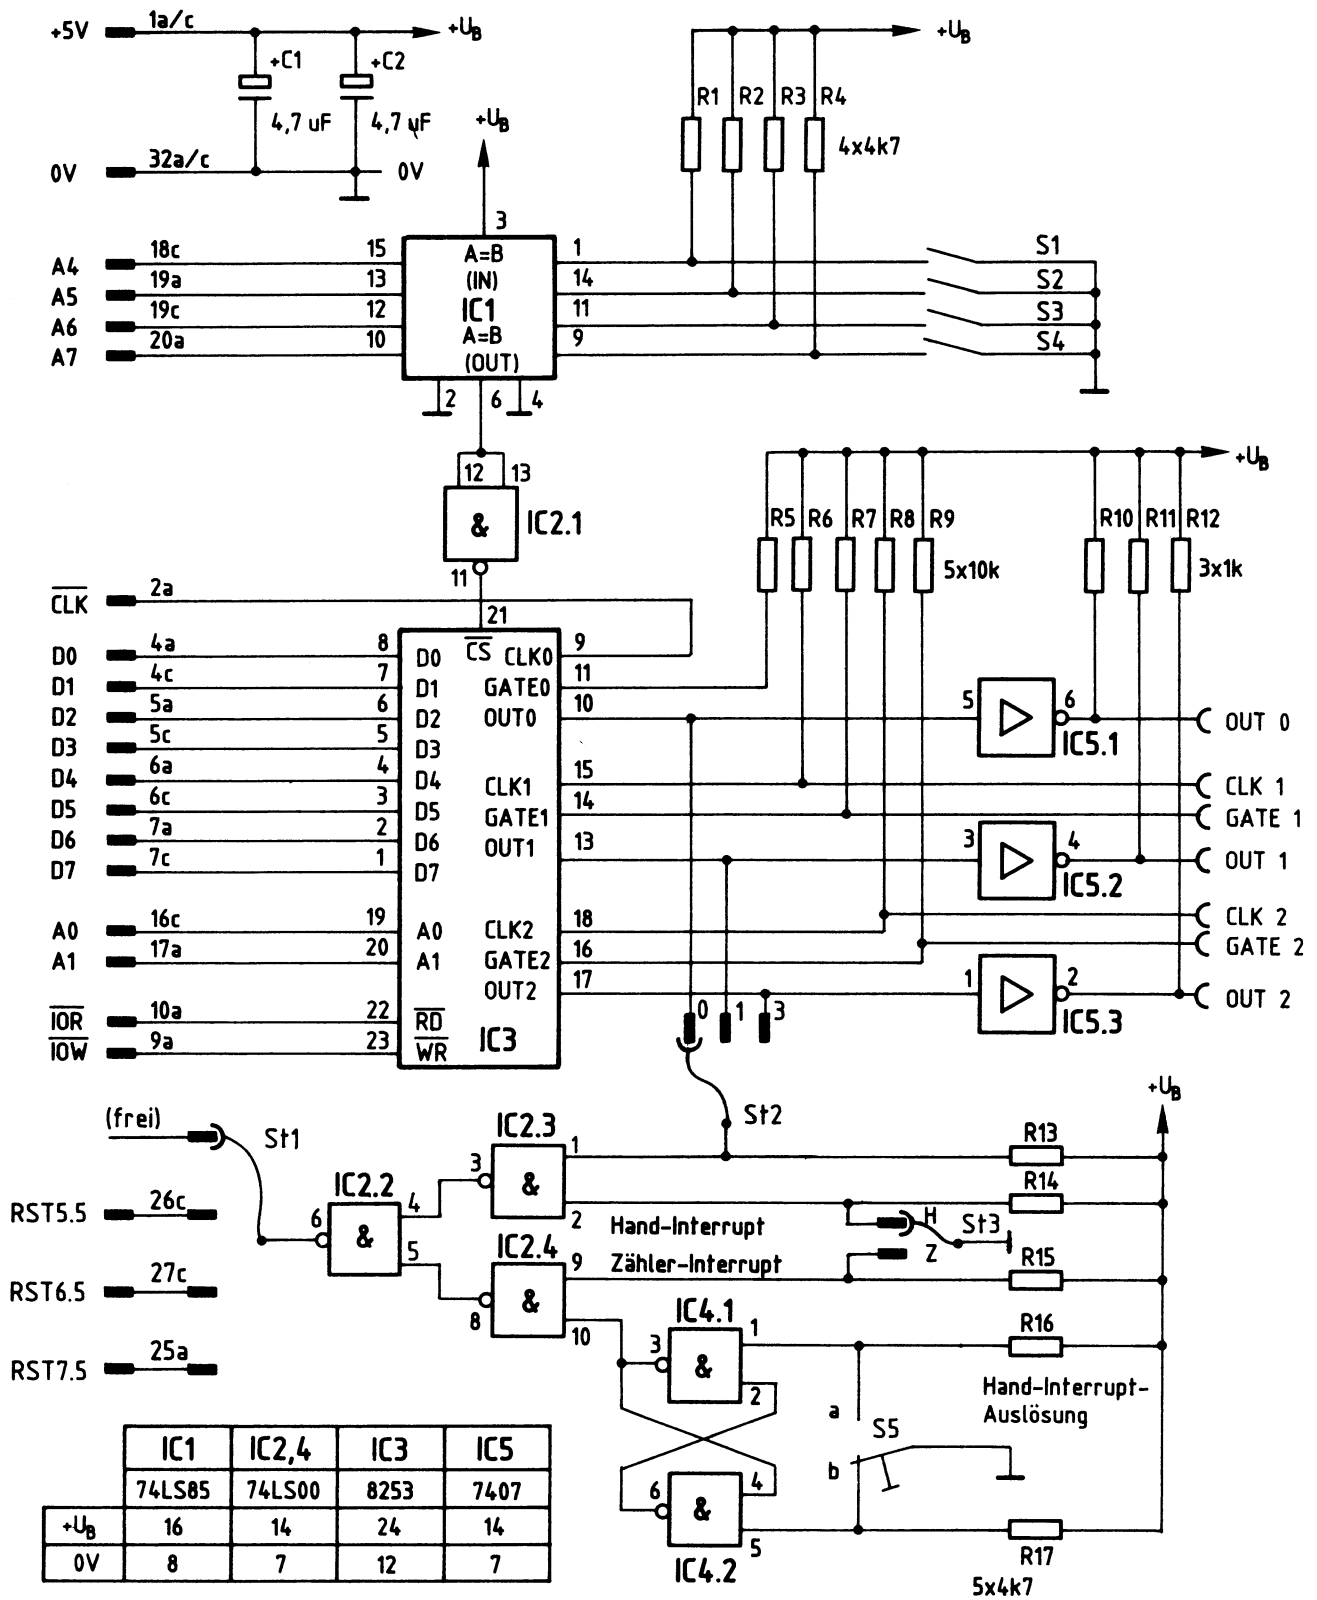 +5V 1a/c +UB +UB
+C1 +C2
4,7 uF 4,7 uF
0V 32a/c 0V
+UB
R1 R2 R3 R4
4x4k7
3
A4 18c 15 A=B 1 S1
A5 19a 13 (IN) 14 S2
A6 19c 12 IC1 11 S3
A7 20a 10 A=B 9 S4
(OUT)
2 6 4
12 13
& IC2.1
11
+UB
R5 R6 R7 R8 R9 R10 R11 R12
5x10k 3x1k
CLK 2a
21
D0 4a 8 D0 CS CLK0 9
D1 4c 7 D1 GATE0 11
D2 5a 6 D2 OUT0 10 5 6 OUT 0
IC5.1
D3 5c 5 D3
D4 6a 4 D4 CLK1 15 CLK 1
D5 6c 3 D5 GATE1 14 GATE 1
D6 7a 2 D6 OUT1 13 3 4 OUT 1
IC5.2
D7 7c 1 D7
A0 16c 19 A0 CLK2 18 CLK 2
A1 17a 20 A1 GATE2 16 GATE 2
OUT2 17 1 2 OUT 2
IC5.3
IOR 10a 22 RD
IOW 9a 23 WR IC3
0 1 3
St2
(frei) St1
+UB
IC2.3 1 R13
3 & 2 R14
IC2.2 4
6 & 5
RST5.5 26c
Hand-Interrupt H St3
Zähler-Interrupt Z
IC2.4 9 R15
8 & 10
RST6.5 27c
IC4.1 1 R16
3 & 2
RST7.5 25a
Hand-Interrupt-
Auslösung
a S5
b
6 & 4
5
IC4.2
R17
5x4k7
IC1 IC2,4 IC3 IC5
74LS85 74LS00 8253 7407
+UB 16 14 24 14
0V 8 7 12 7